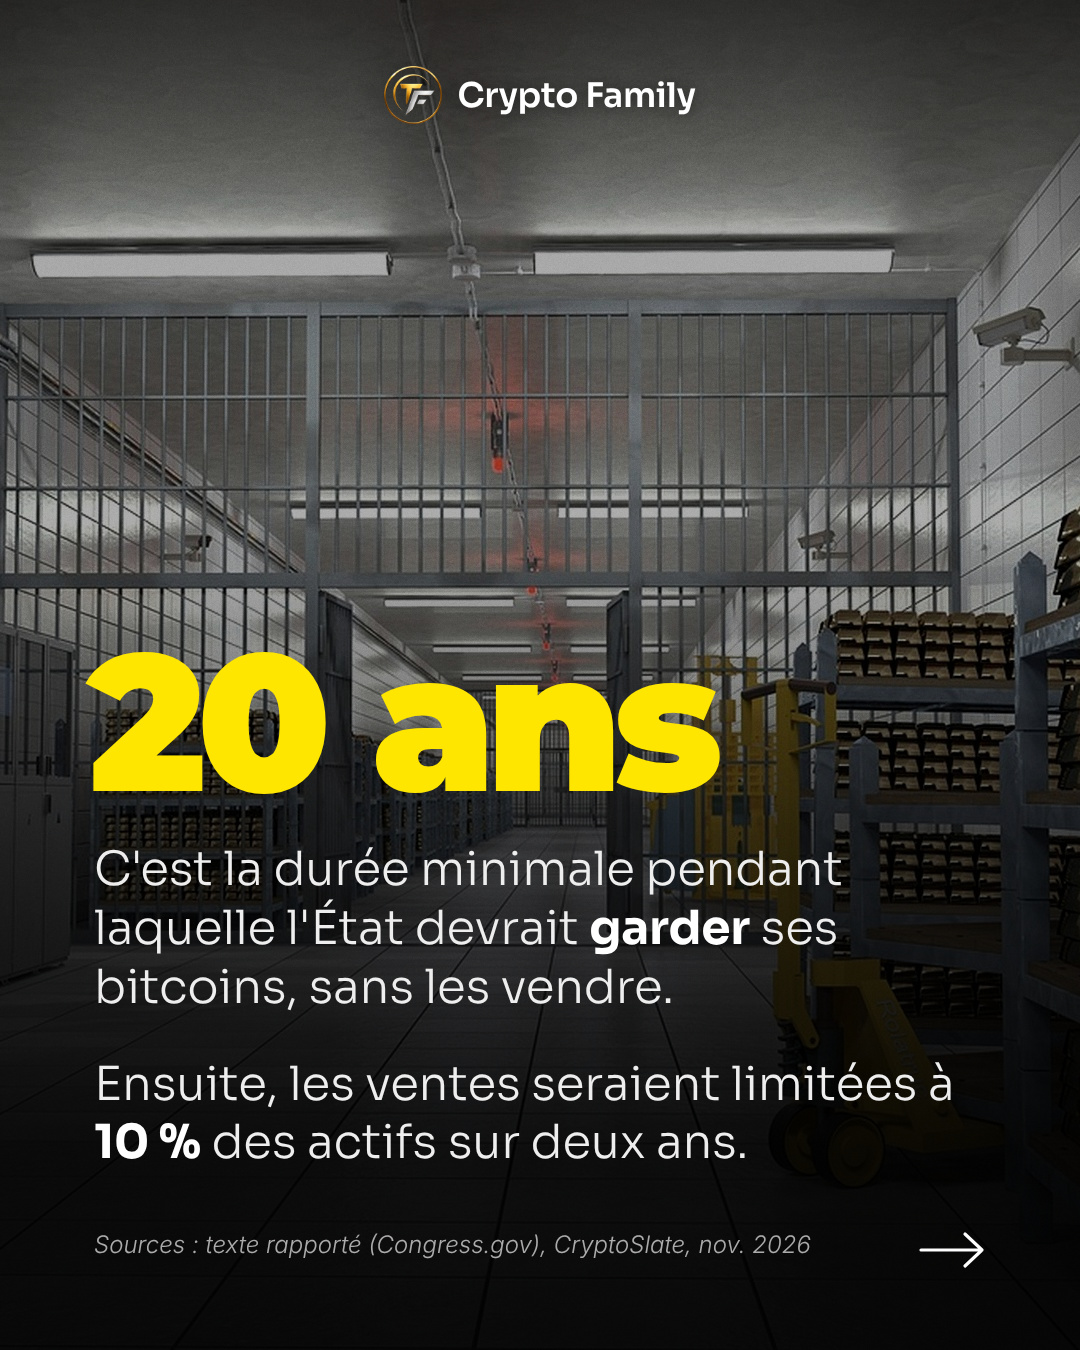 Crypto Family
20 ans
C'est la durée minimale pendant
laquelle l'État devrait garder ses
bitcoins, sans les vendre.
Ensuite, les ventes seraient limitées à
10 % des actifs sur deux ans.
Sources : texte rapporté (Congress.gov), CryptoSlate, nov. 2026